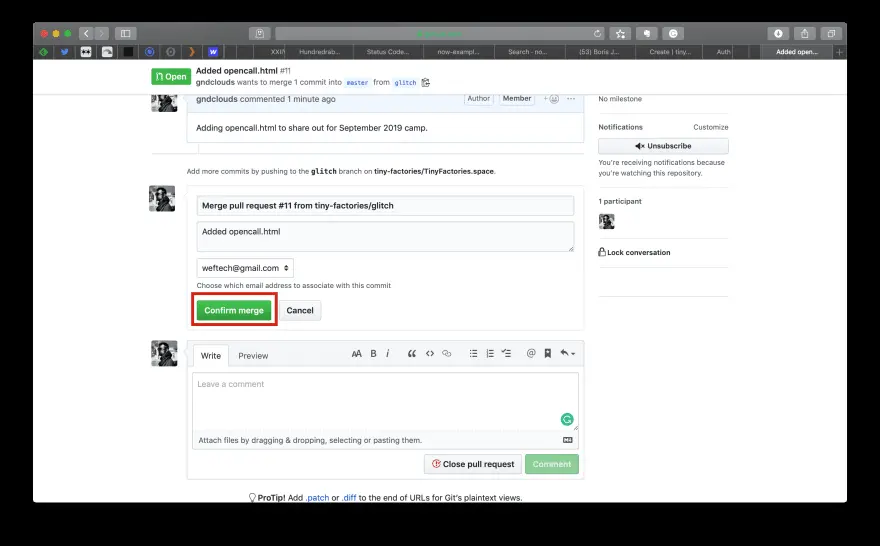 XXIV
Hundredrab...
Status Code...
now-exampl...
Search - no...
(53) Boris J...
Create | tiny...
Auth
Added open...
Open
Added opencall.html #11
gndclouds wants to merge 1 commit into master from glitch
gndclouds commented 1 minute ago
Author
Member
No milestone
Adding opencall.html to share out for September 2019 camp.
Notifications
Customize
Unsubscribe
You're receiving notifications because
you're watching this repository.
Add more commits by pushing to the glitch branch on tiny-factories/TinyFactories.space.
Merge pull request #11 from tiny-factories/glitch
1 participant
Added opencall.html
Lock conversation
weftech@gmail.com
Choose which email address to associate with this commit
Confirm merge
Cancel
Write
Preview
AA B i
Leave a comment
Attach files by dragging & dropping, selecting or pasting them.
Close pull request
Comment
ProTip! Add .patch or .diff to the end of URLs for Git's plaintext views.